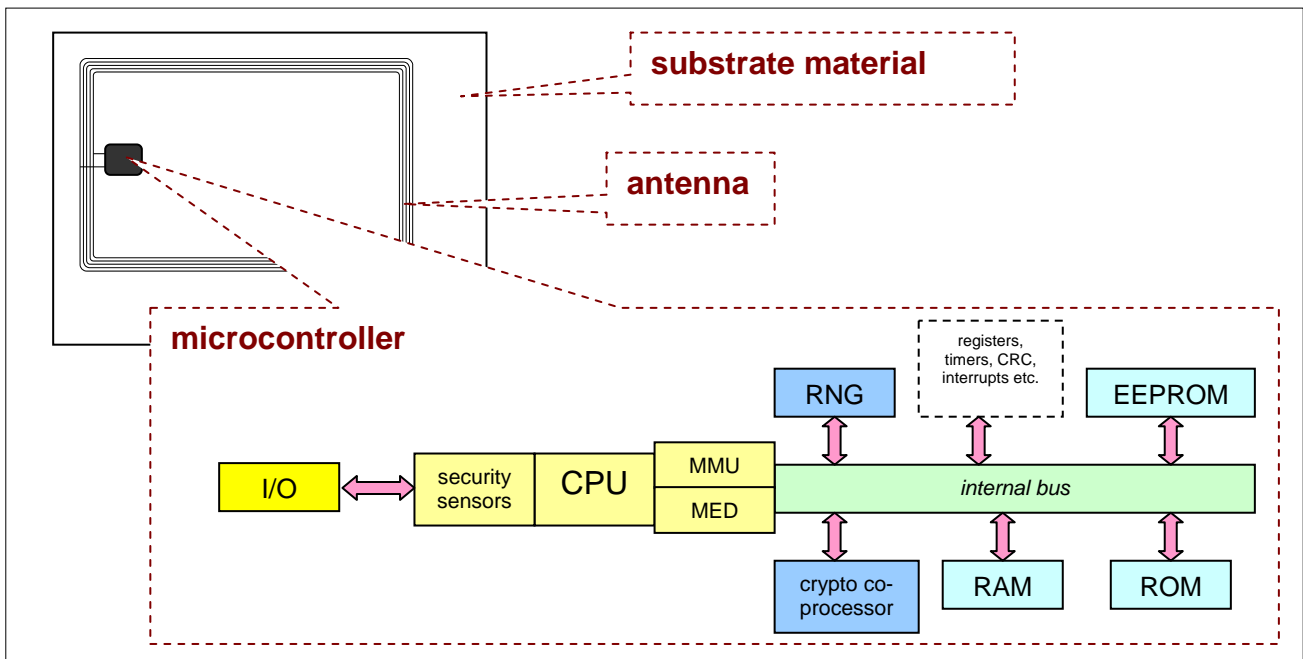 substrate material
antenna
microcontroller
registers,
timers, CRC,
interrupts etc.
RNG
EEPROM
I/O
security
sensors
CPU
MMU
MED
internal bus
crypto co-
processor
RAM
ROM